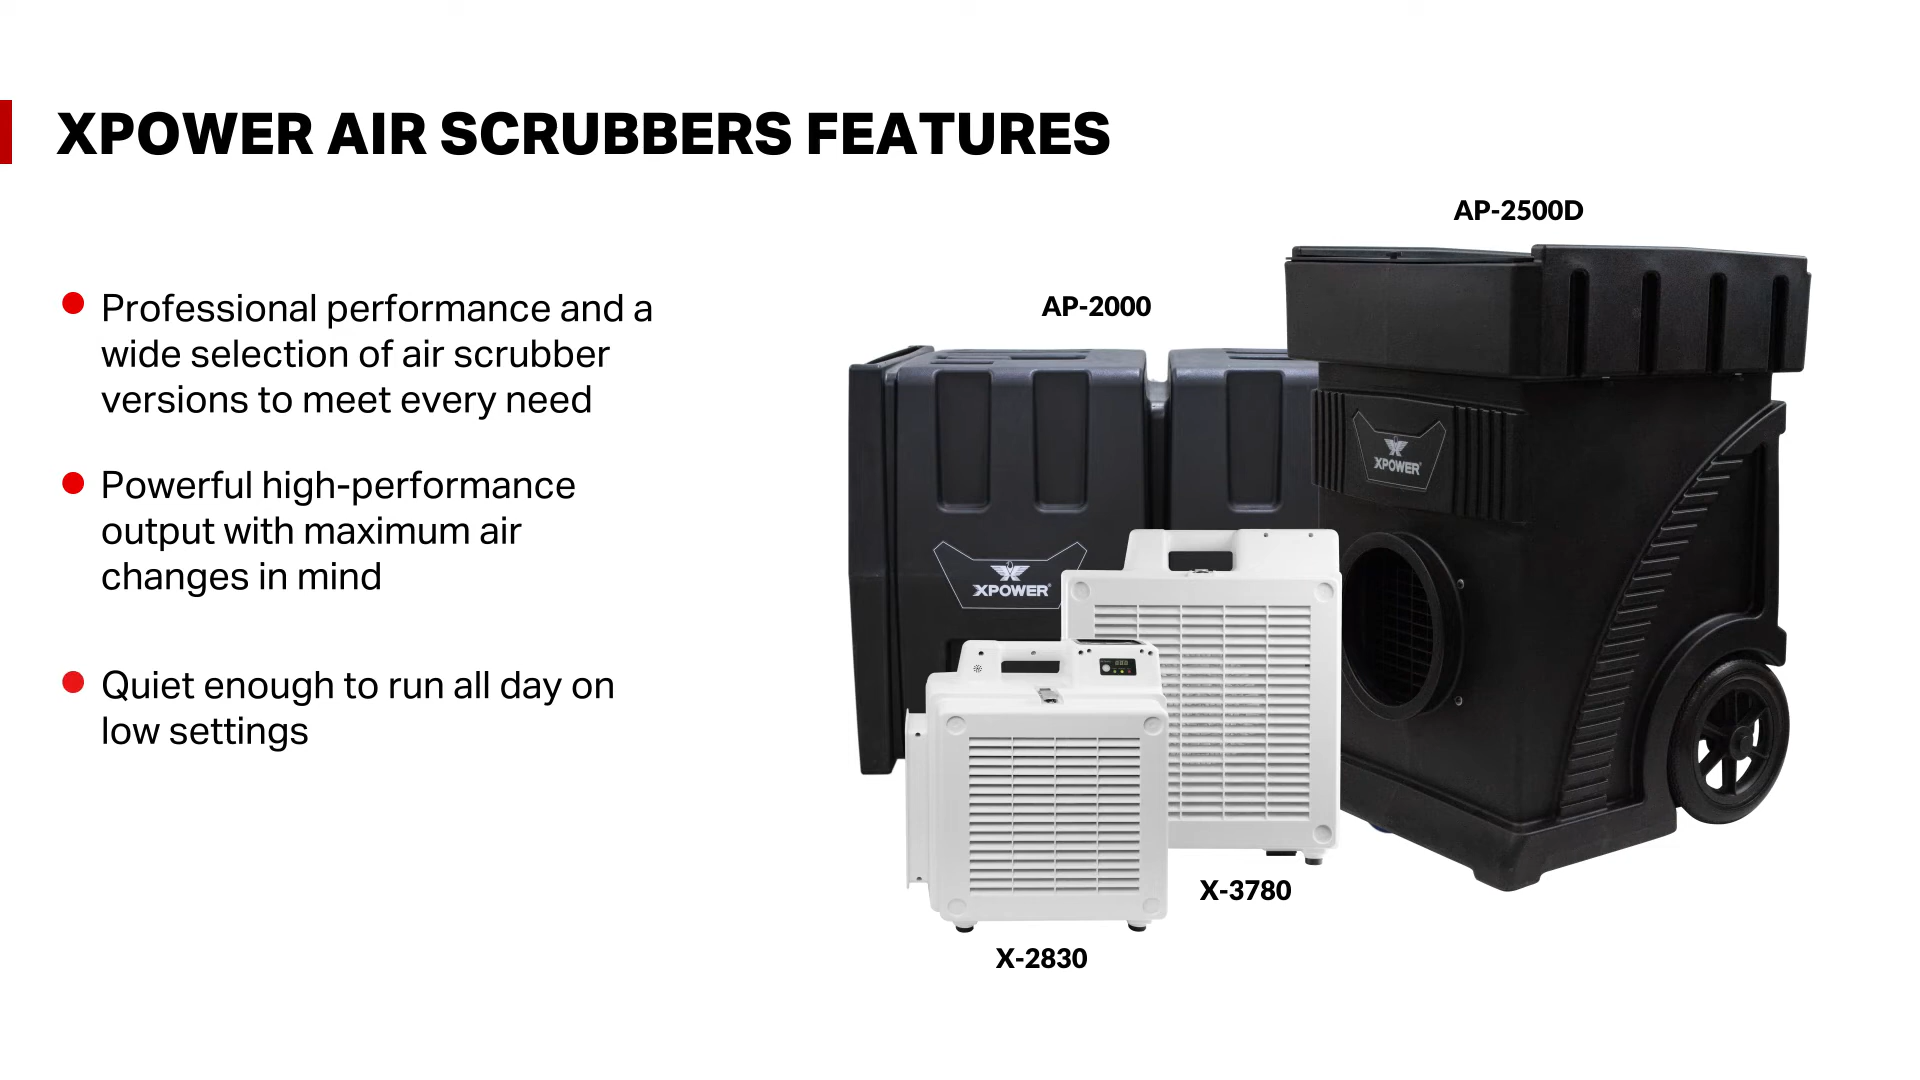 XPOWER AIR SCRUBBERS FEATURES
Professional performance and a
wide selection of air scrubber
versions to meet every need
Powerful high-performance
output with maximum air
changes in mind
Quiet enough to run all day on
low settings
AP-2500D
AP-2000
XPOWER®
XPOWER®
X-3780
X-2830